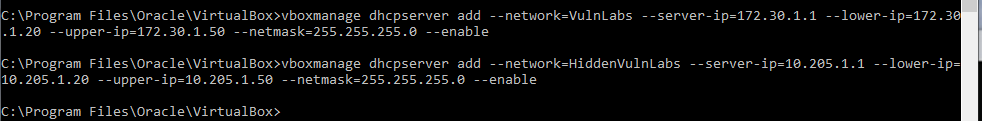 C:\Program Files\Oracle\VirtualBox>vboxmanage dhcpserver add --network=VulnLabs --server-ip=172.30.1.1 --lower-ip=172.30
.1.20 --upper-ip=172.30.1.50 --netmask=255.255.255.0 --enable
C:\Program Files\Oracle\VirtualBox>vboxmanage dhcpserver add --network=HiddenVulnLabs --server-ip=10.205.1.1 --lower-ip=
10.205.1.20 --upper-ip=10.205.1.50 --netmask=255.255.255.0 --enable
C:\Program Files\Oracle\VirtualBox>